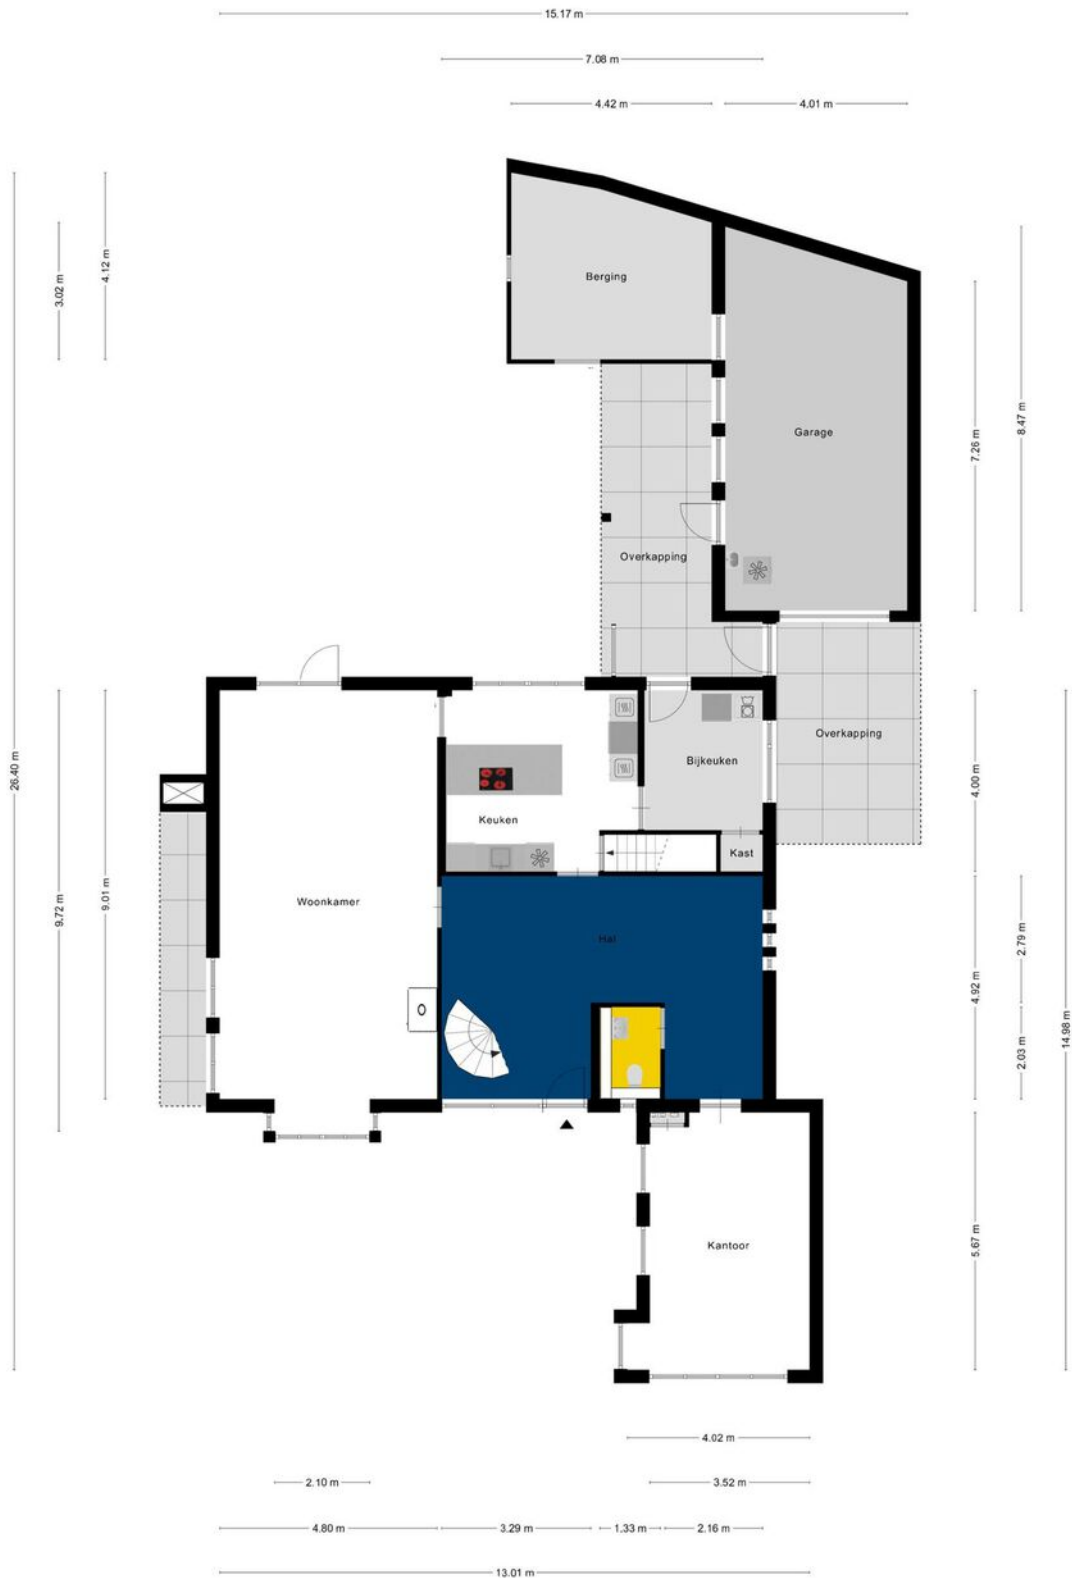 15.17 m
7.08 m
4.42 m
4.01 m
4.12 m
3.02 m
Berging
8.47 m
7.26 m
Garage
Overkapping
Overkapping
26.40 m
Bijkeuken
4.00 m
Keuken
Kast
Woonkamer
9.01 m
9.72 m
Hal
2.79 m
4.92 m
14.98 m
2.03 m
Kantoor
5.67 m
4.02 m
2.10 m
3.52 m
4.80 m
3.29 m
1.33 m
2.16 m
13.01 m